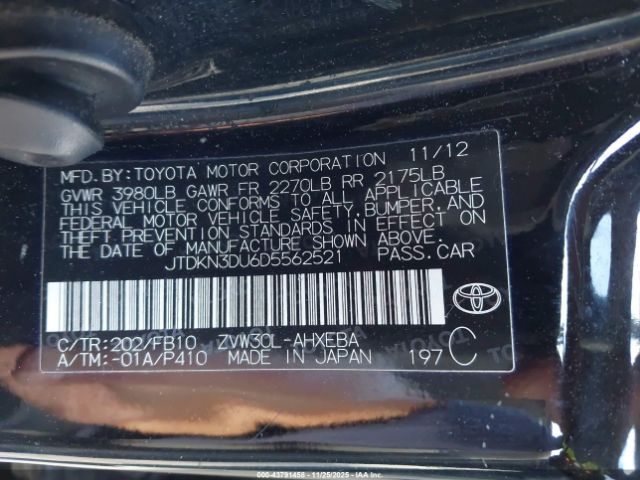 MFD.BY:TOYOTA MOTOR CORPORATION 11/12
GVWR 3980LB GAWR FR 2270LB RR 2175LB
THIS VEHICLE CONFORMS TO ALL APPLICABLE
FEDERAL MOTOR VEHICLE SAFETY,BUMPER,AND
THEFT PREVENTION STANDARDS IN EFFECT ON
THE DATE OF MANUFACTURE SHOWN ABOVE.
JTDKN3DU6D5562521 PASS.CAR
C/TR:202/FB10 ZVW30L-AHXEBA
A/TM:-01A/P410 MADE IN JAPAN 197 C
000-43791458 - 11/25/2025 - IAAI.COM